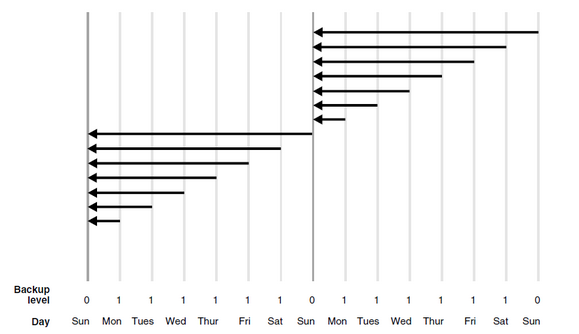 Backup
level 0 1 1 1 1 1 1 0 1 1 1 1 1 1 0
Day Sun Mon Tues Wed Thur Fri Sat Sun Mon Tues Wed Thur Fri Sat Sun